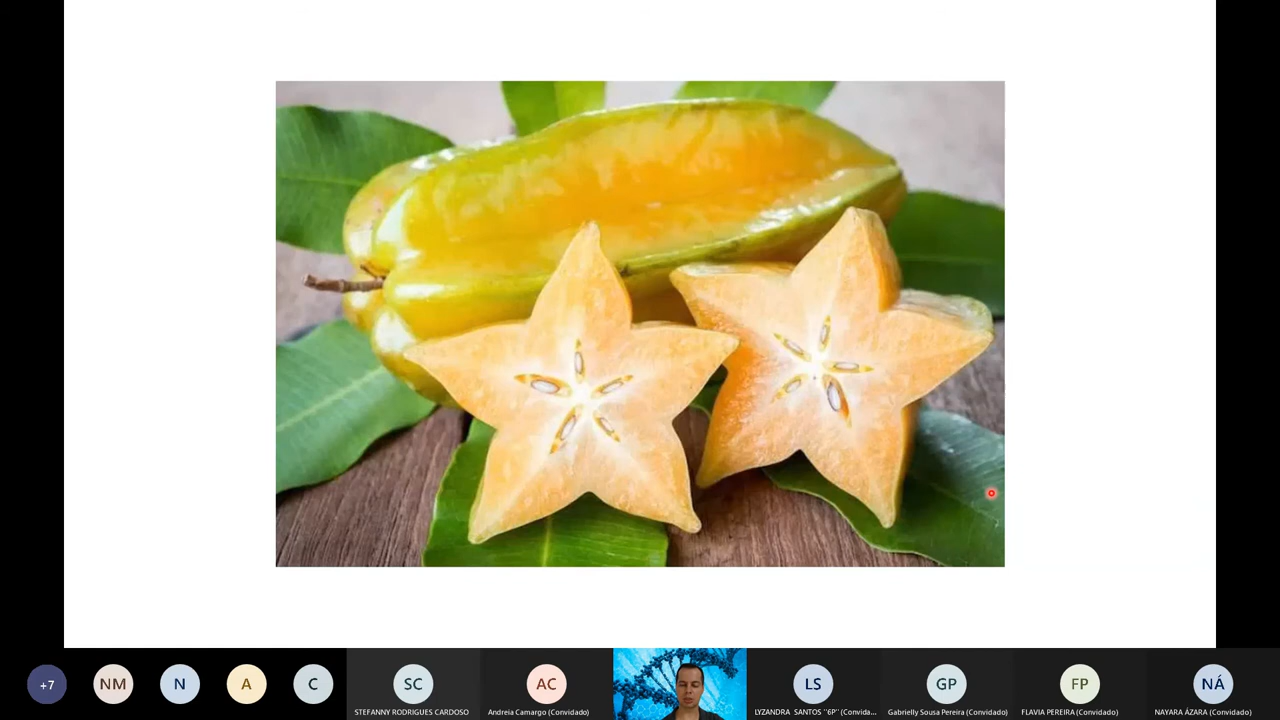 +7
NM
N
A
C
SC
AC
LS
GP
FP
NÁ
STEFANNY RODRIGUES CARDOSO
Andreia Camargo (Convidado)
LYZANDRA SANTOS "6P" (Convida...
Gabrielly Sousa Pereira (Convidado)
FLAVIA PEREIRA (Convidado)
NAYARA ÁZARA (Convidado)